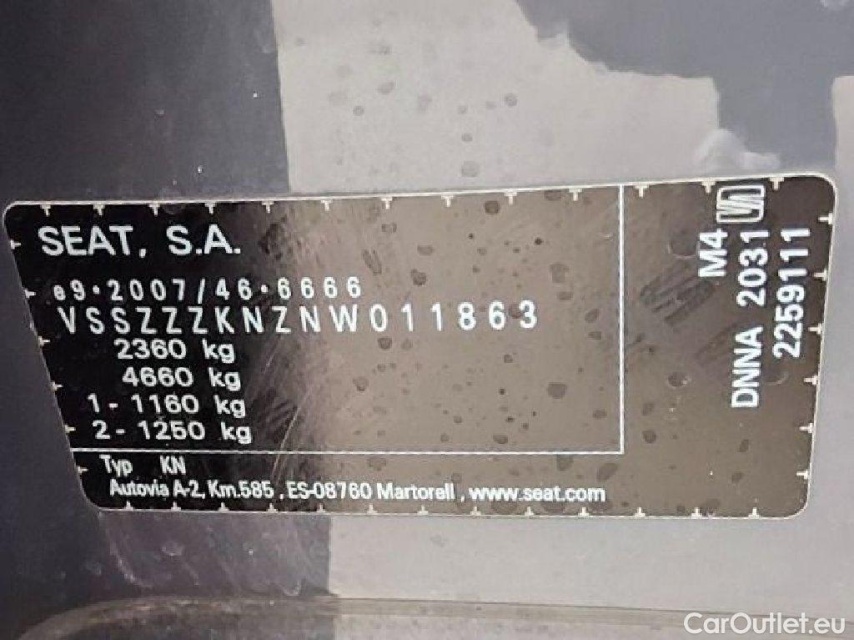 SEAT, S.A.
e9*2007/46*6666
VSSZZZKNZNW011863
2360 kg
4660 kg
1 - 1160 kg
2 - 1250 kg
Typ KN
Autovia A-2, Km.585 , ES-08760 Martorell , www.seat.com
M4
DNNA 2031
2259111
CarOutlet.eu